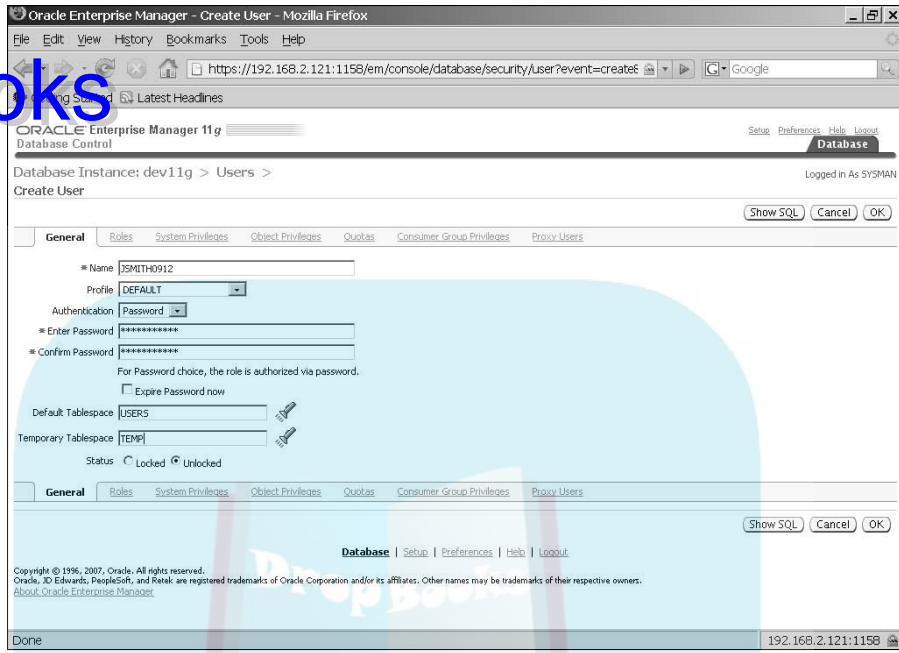 Oracle Enterprise Manager - Create User - Mozilla Firefox
File Edit View History Bookmarks Tools Help
https://192.168.2.121:1158/em/console/database/security/user?event=create
G Google
oks
Latest Headlines
ORACLE Enterprise Manager 11g
Database Control
Setup Preferences Help Logout
Database
Database Instance: dev11g > Users >
Logged in As SYSMAN
Create User
Show SQL Cancel OK
General Roles System Privileges Object Privileges Quotas Consumer Group Privileges Proxy Users
* Name JSMITH0912
Profile DEFAULT
Authentication Password
* Enter Password ***********
* Confirm Password ***********
For Password choice, the role is authorized via password.
Expire Password now
Default Tablespace USERS
Temporary Tablespace TEMP
Status Locked Unlocked
General Roles System Privileges Object Privileges Quotas Consumer Group Privileges Proxy Users
Show SQL Cancel OK
Database | Setup | Preferences | Help | Logout
Copyright © 1996, 2007, Oracle. All rights reserved.
Oracle, JD Edwards, PeopleSoft, and Retek are registered trademarks of Oracle Corporation and/or its affiliates. Other names may be trademarks of their respective owners.
About Oracle Enterprise Manager
Drop Books
Done
192.168.2.121:1158